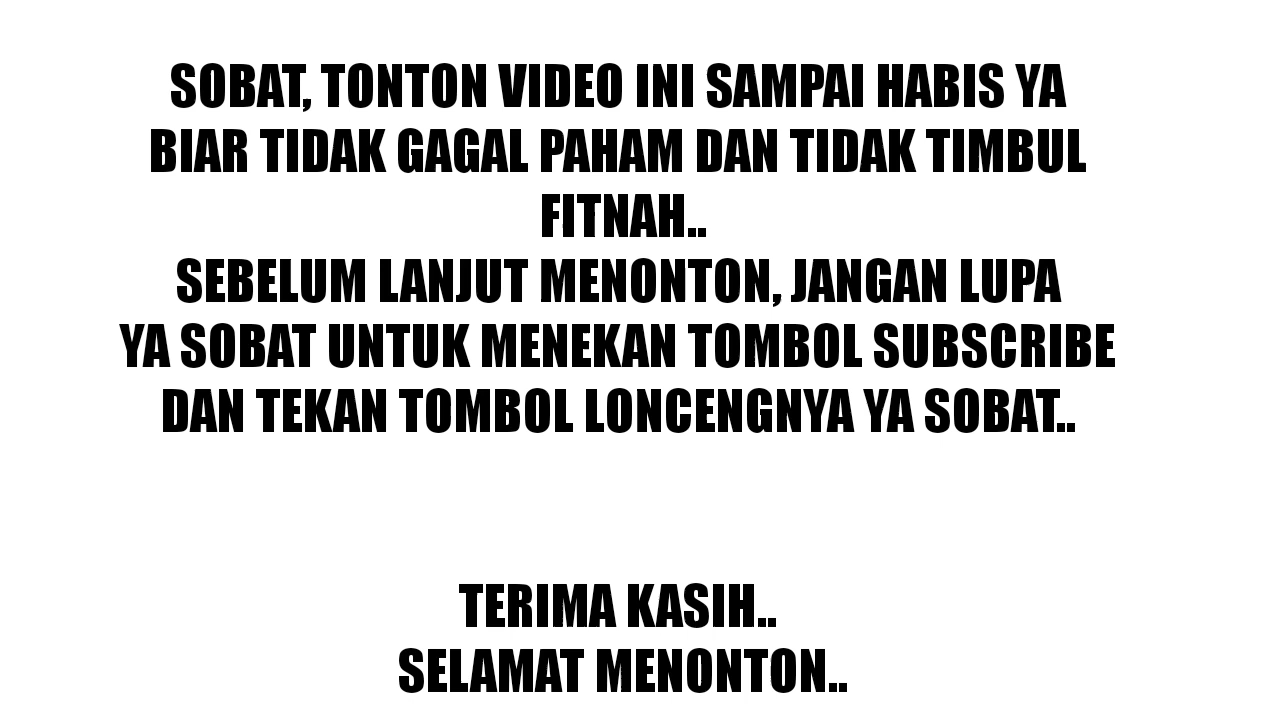 SOBAT, TONTON VIDEO INI SAMPAI HABIS YA
BIAR TIDAK GAGAL PAHAM DAN TIDAK TIMBUL
FITNAH..
SEBELUM LANJUT MENONTON, JANGAN LUPA
YA SOBAT UNTUK MENEKAN TOMBOL SUBSCRIBE
DAN TEKAN TOMBOL LONCENGNYA YA SOBAT..
TERIMA KASIH..
SELAMAT MENONTON..